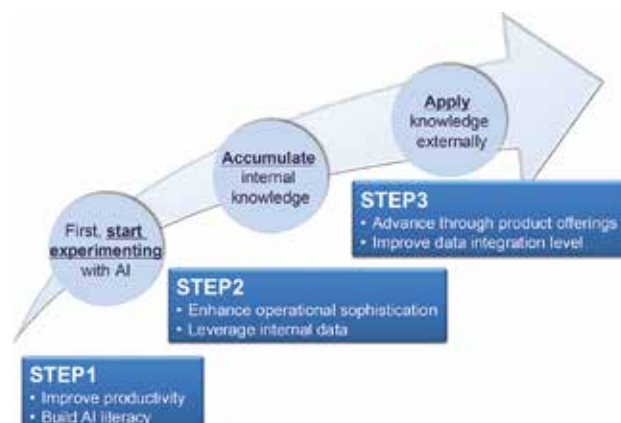 First, start
experimenting
with AI
Accumulate
internal
knowledge
Apply
knowledge
externally
STEP1
• Improve productivity
• Build AI literacy
STEP2
• Enhance operational sophistication
• Leverage internal data
STEP3
• Advance through product offerings
• Improve data integration level